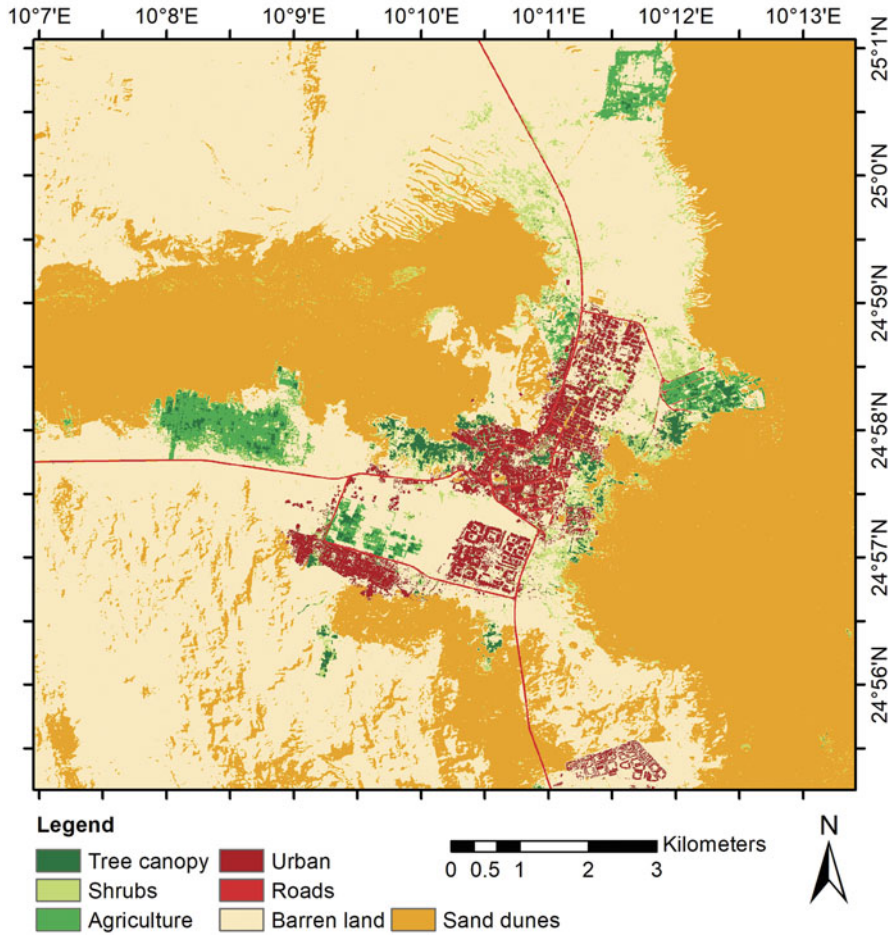 10°7'E 10°8'E 10°9'E 10°10'E 10°11'E 10°12'E 10°13'E
25°1'N
25°0'N
24°59'N
24°58'N
24°57'N
24°56'N
Legend
Tree canopy
Shrubs
Agriculture
Urban
Roads
Barren land
Sand dunes
Kilometers
0 0.5 1 2 3
N